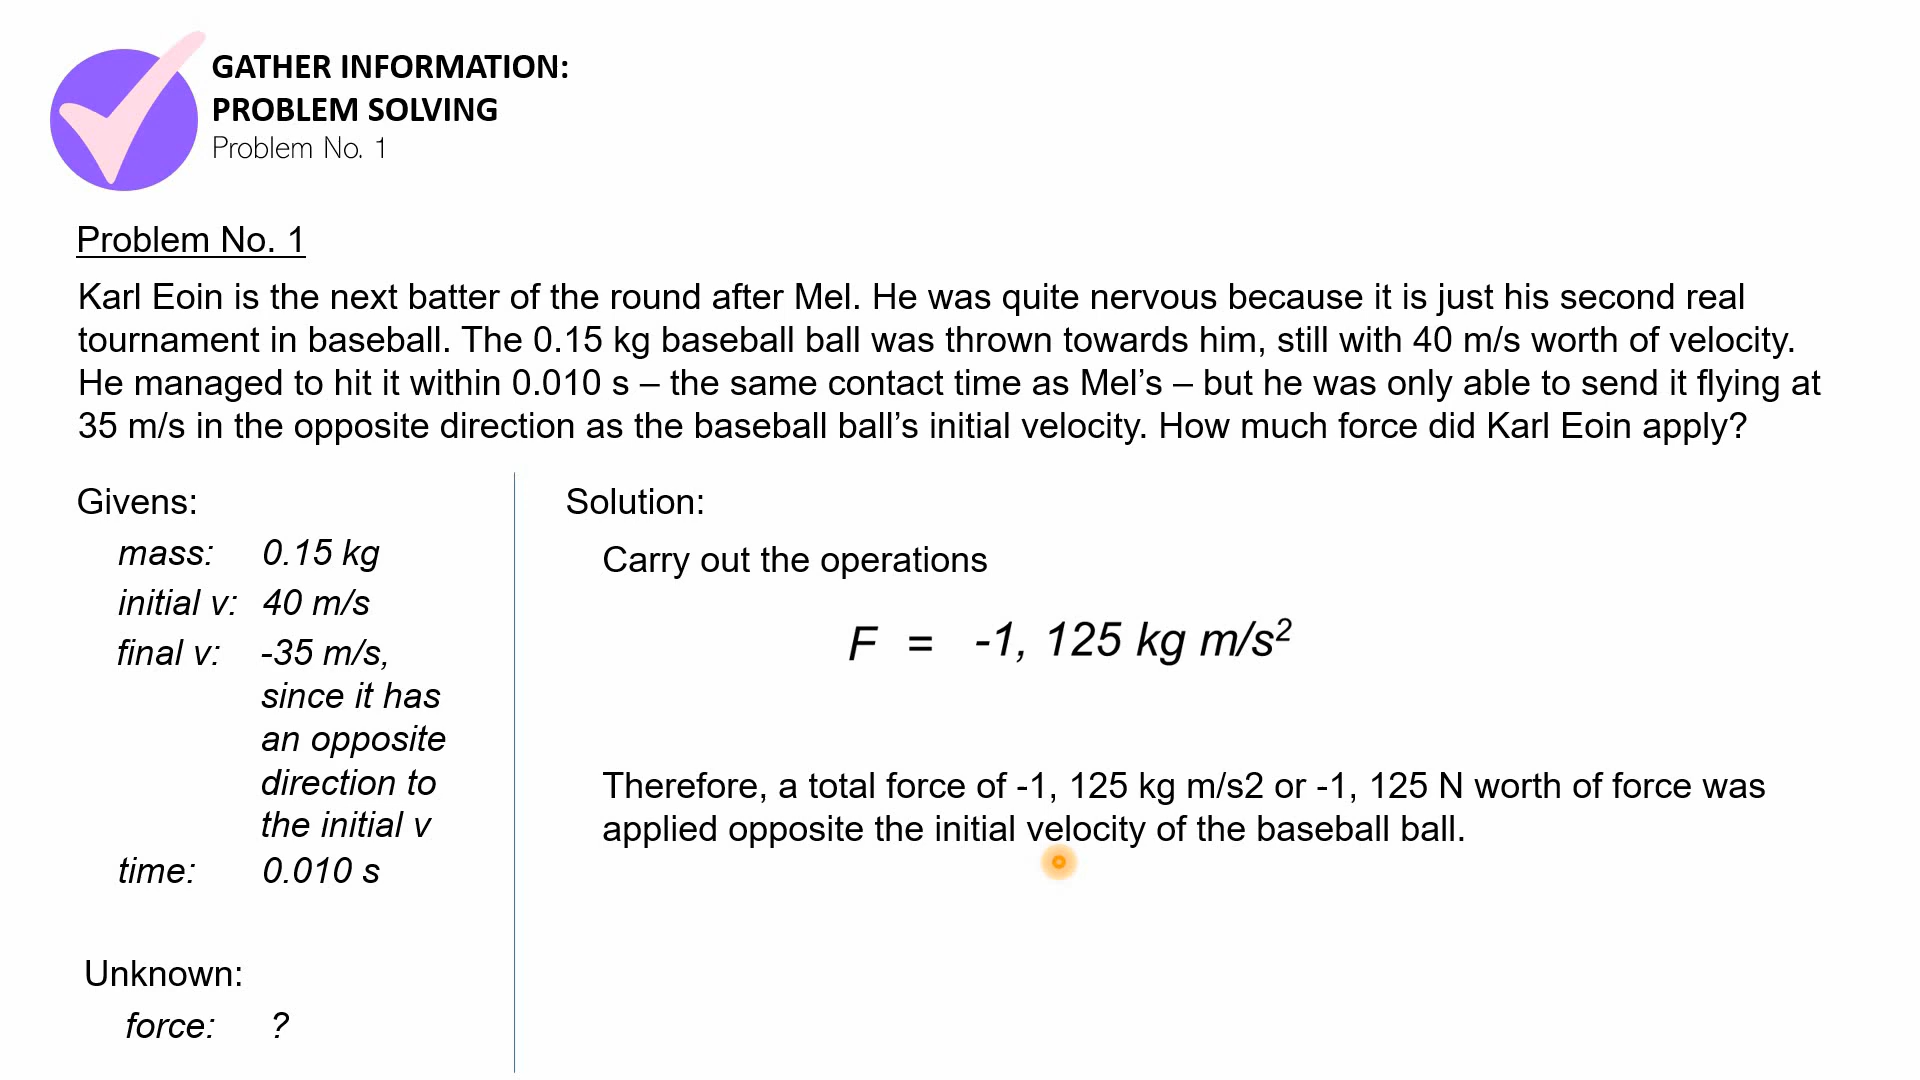 GATHER INFORMATION:
PROBLEM SOLVING
Problem No. 1
Problem No. 1
Karl Eoin is the next batter of the round after Mel. He was quite nervous because it is just his second real
tournament in baseball. The 0.15 kg baseball ball was thrown towards him, still with 40 m/s worth of velocity.
He managed to hit it within 0.010 s – the same contact time as Mel’s – but he was only able to send it flying at
35 m/s in the opposite direction as the baseball ball’s initial velocity. How much force did Karl Eoin apply?
Givens:
mass: 0.15 kg
initial v: 40 m/s
final v: -35 m/s,
since it has
an opposite
direction to
the initial v
time: 0.010 s
Unknown:
force: ?
Solution:
Carry out the operations
F = -1, 125 kg m/s²
Therefore, a total force of -1, 125 kg m/s2 or -1, 125 N worth of force was
applied opposite the initial velocity of the baseball ball.